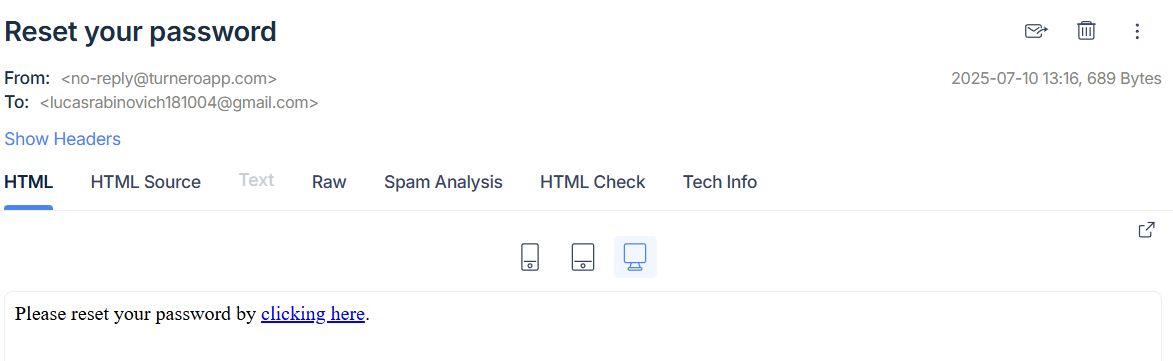 Reset your password
From: <no-reply@turneroapp.com>
2025-07-10 13:16, 689 Bytes
To: <lucasrabinovich181004@gmail.com>
Show Headers
HTML HTML Source Text Raw Spam Analysis HTML Check Tech Info
Please reset your password by clicking here.